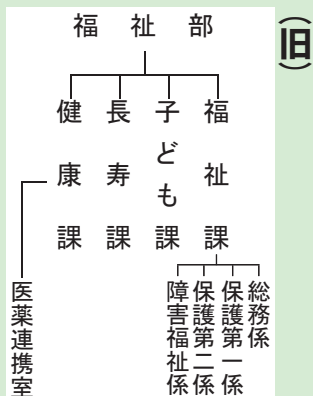 (旧)
福祉部
福祉課
子ども課
長寿課
健康課
総務係
保護第一係
保護第二係
障害福祉係
医薬連携室